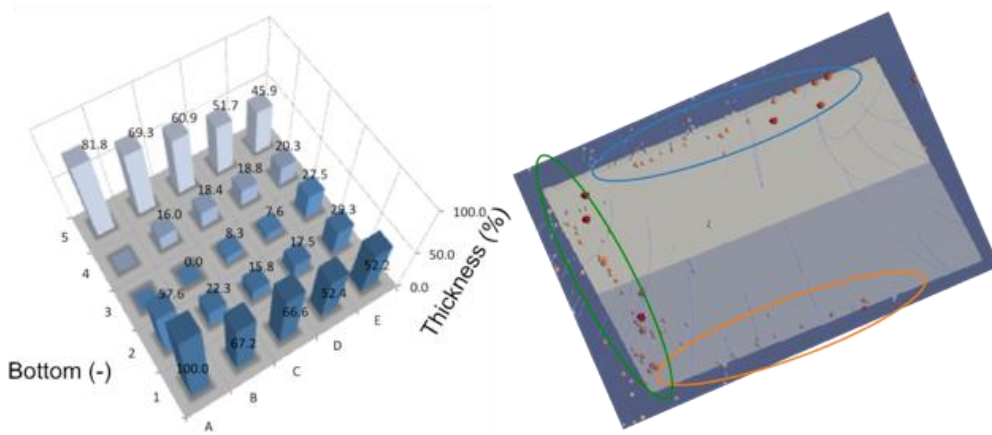 81.8 69.3 60.9 51.7 45.9
16.0 18.4 18.8 20.3
0.0 8.3 7.6 27.5
57.6 22.3 15.8 17.5 29.3
100.0 67.2 66.6 52.4 52.2
5
4
3
2
1
A
B
C
D
E
100.0
50.0
0.0
Thickness (%)
Bottom (-)